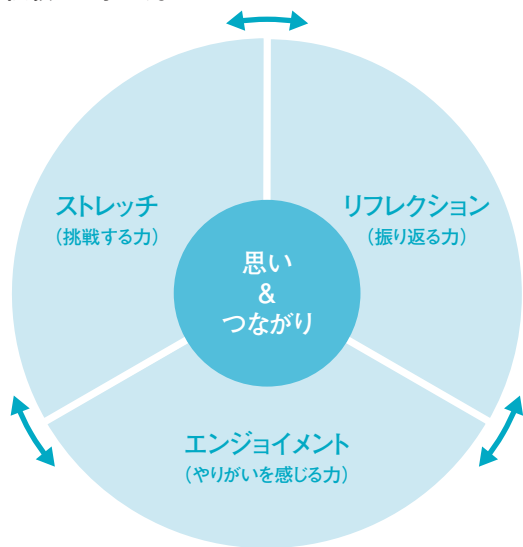 ストレッチ
（挑戦する力）
リフレクション
（振り返る力）
思い
&
つながり
エンジョイメント
（やりがいを感じる力）